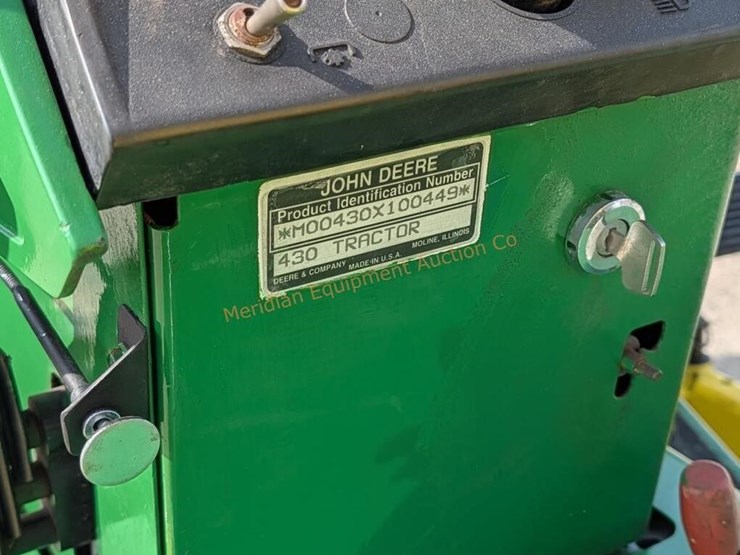 JOHN DEERE
Product Identification Number
*M00430X100449*
430 TRACTOR
DEERE & COMPANY MADE IN U.S.A. MOLINE, ILLINOIS
Meridian Equipment Auction Co